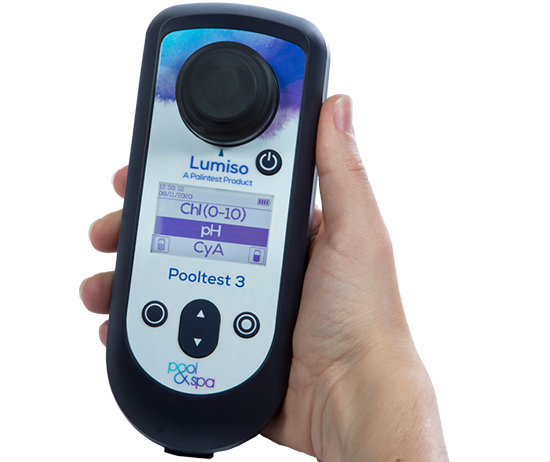 Lumiso
A Palintest Product
09/11/2020
Chl(0-10)
pH
CyA
Pooltest 3
pool
&spa